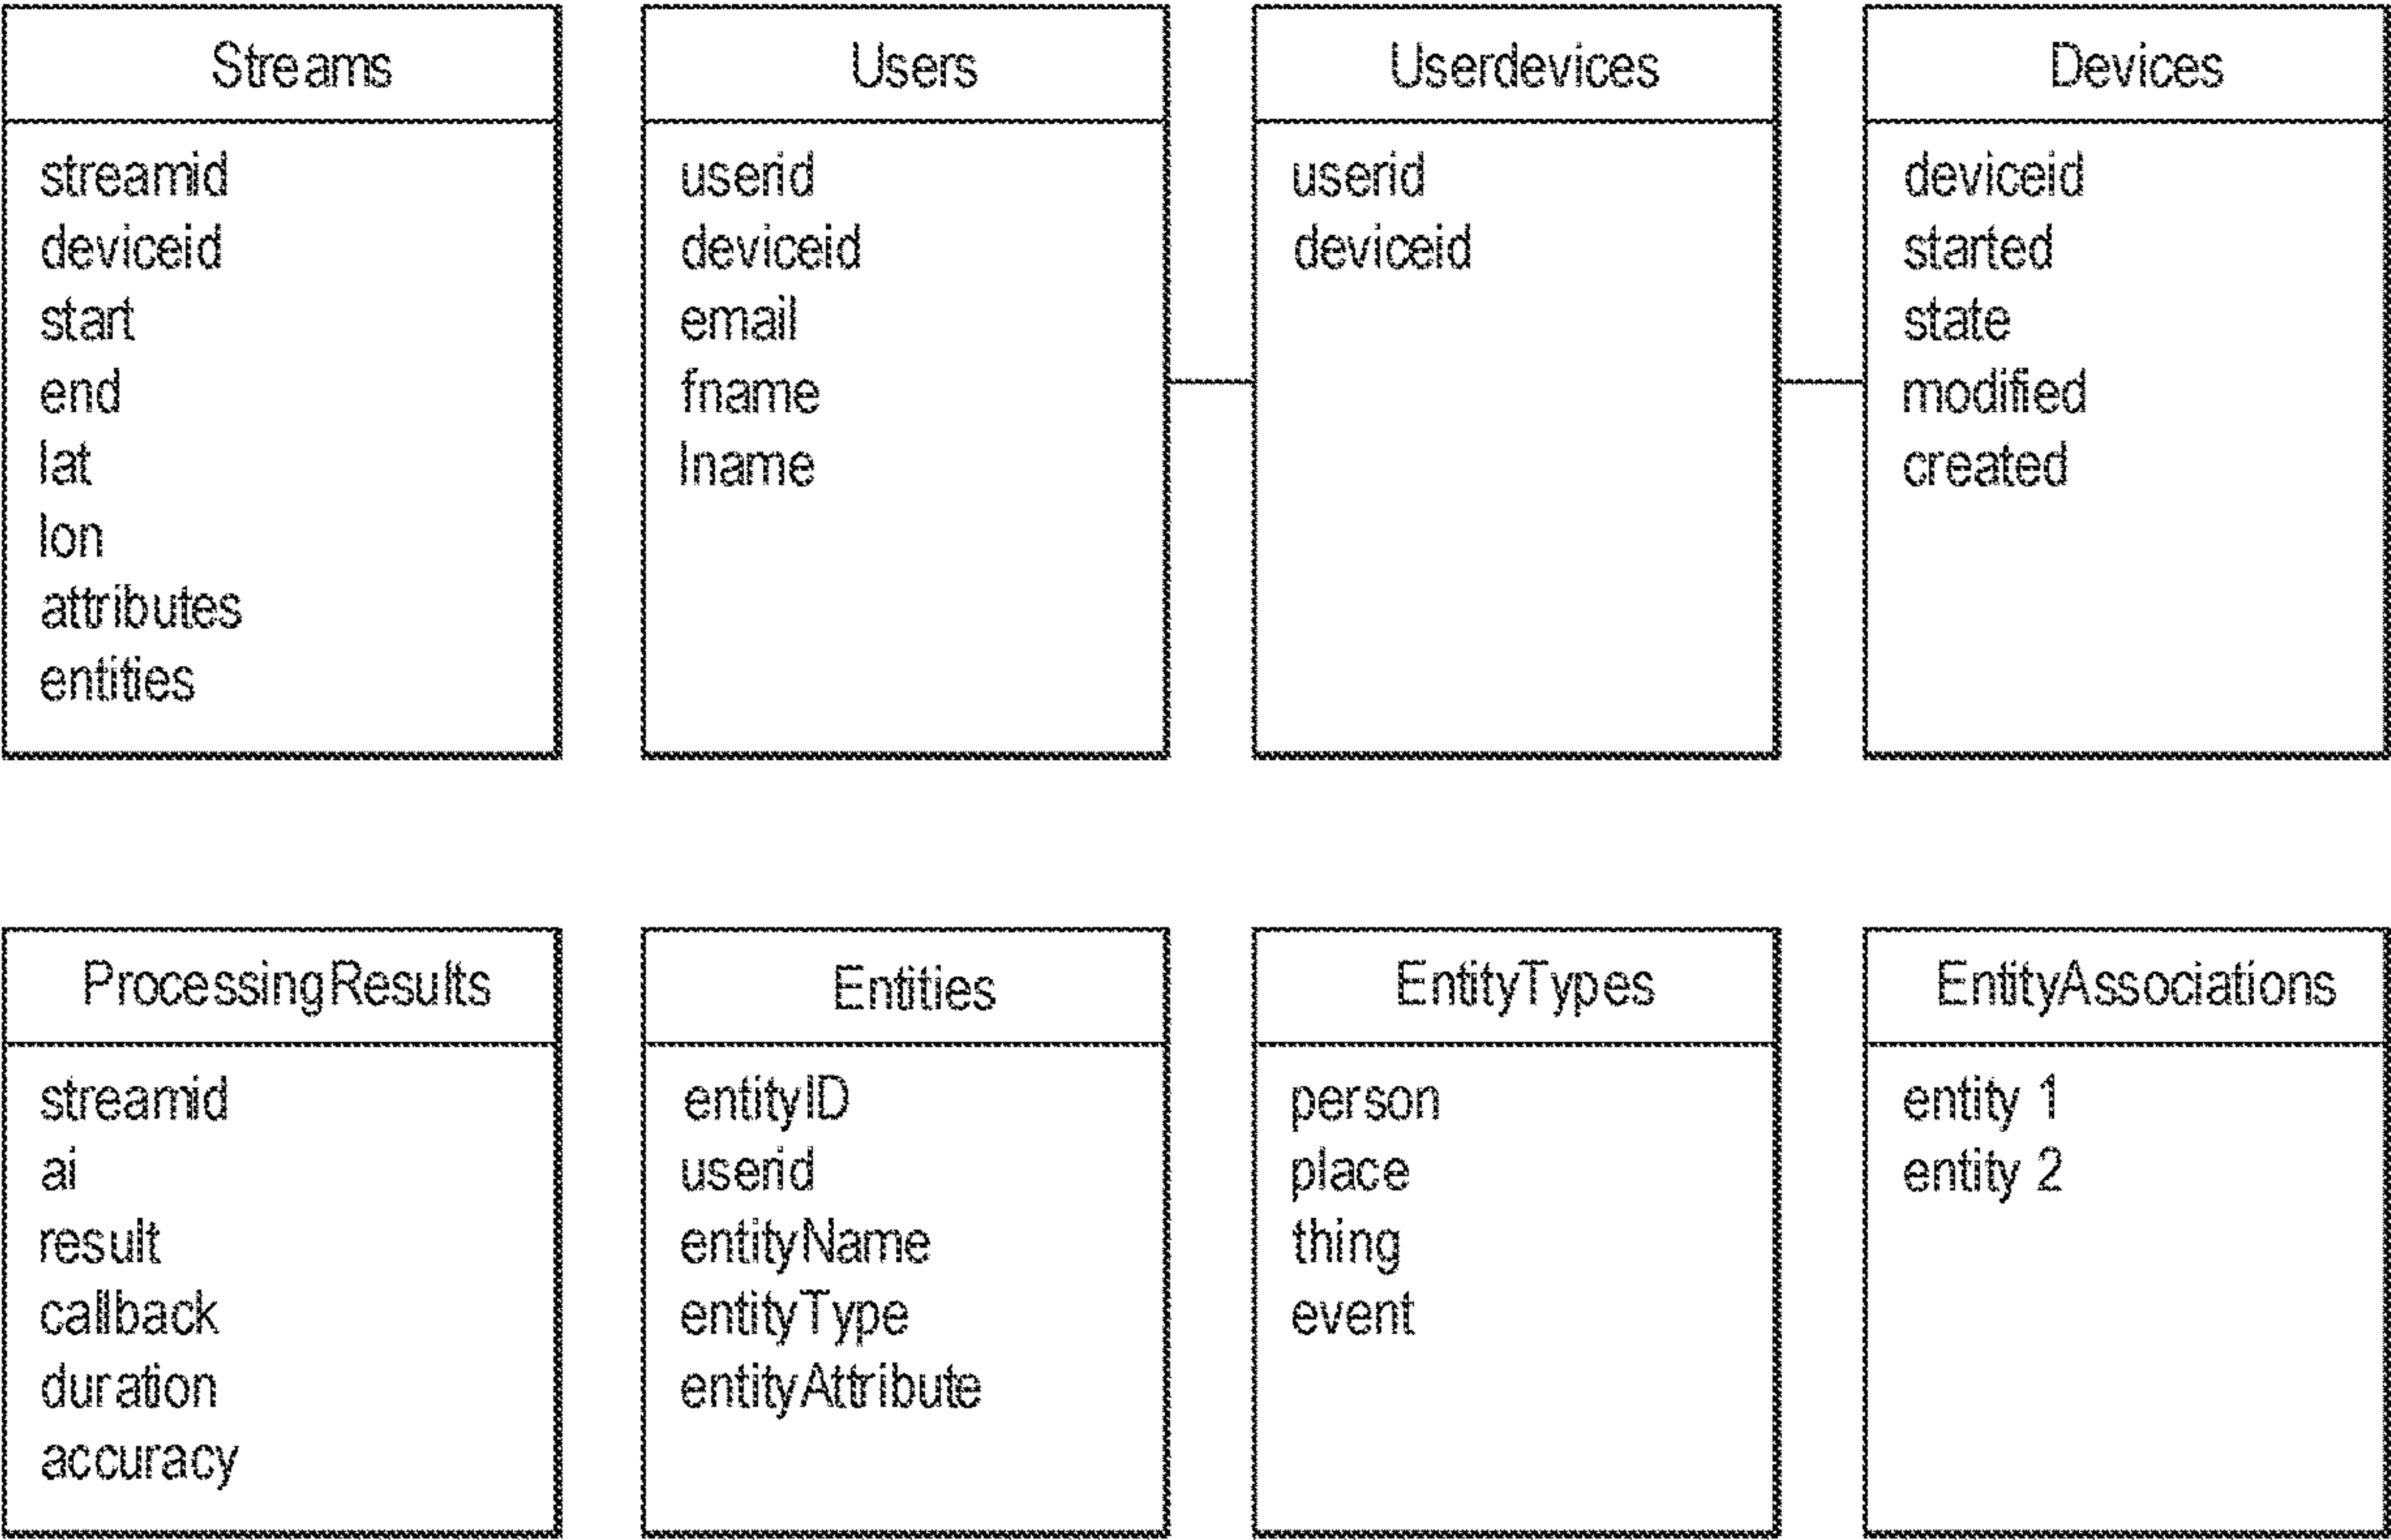 Streams
streamid
deviceid
start
end
lat
lon
attributes
entities
Users
userid
deviceid
email
fname
lname
Userdevices
userid
deviceid
Devices
deviceid
started
state
modified
created
ProcessingResults
streamid
ai
result
callback
duration
accuracy
Entities
entityID
userid
entityName
entityType
entityAttribute
EntityTypes
person
place
thing
event
EntityAssociations
entity 1
entity 2